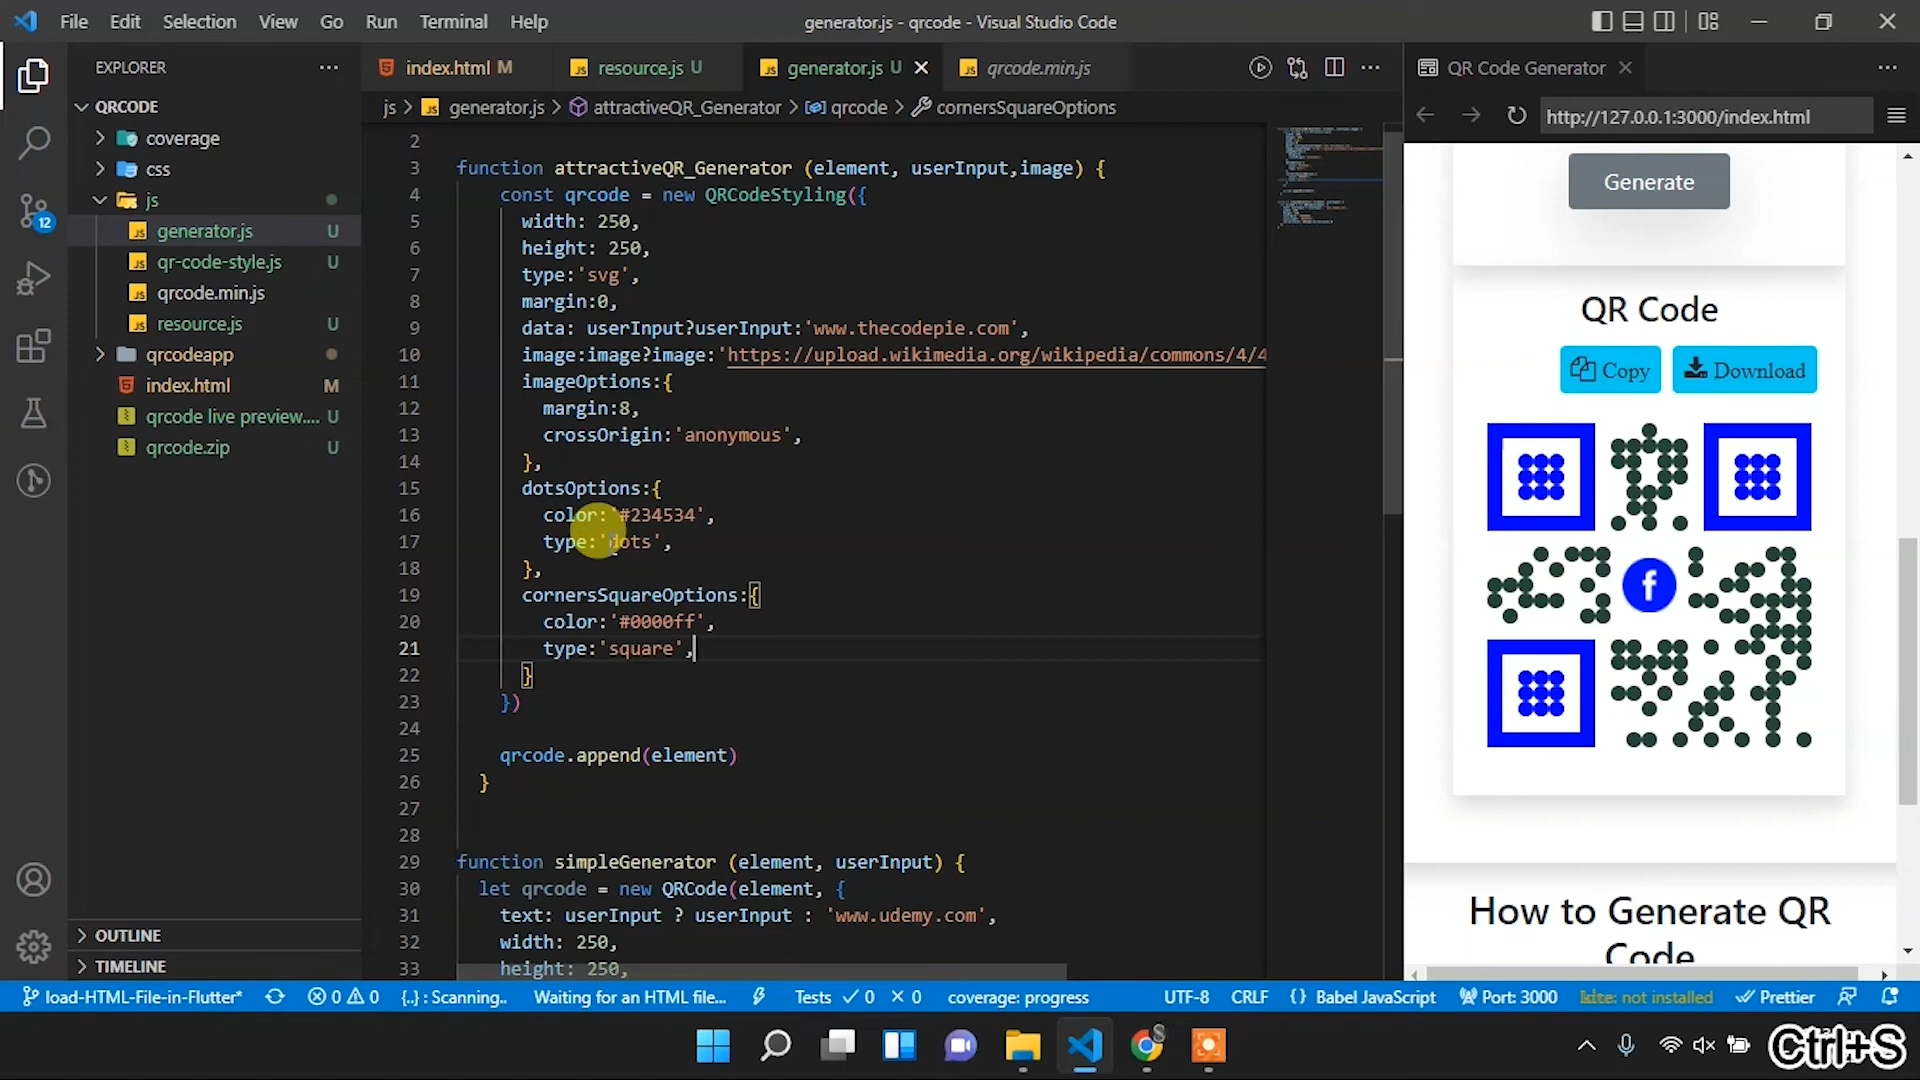 File Edit Selection View Go Run Terminal Help
generator.js - qrcode - Visual Studio Code
EXPLORER
QRCODE
coverage
css
js
generator.js U
qr-code-style.js U
qrcode.min.js
resource.js U
qrcodeapp
index.html M
qrcode live preview.... U
qrcode.zip U
OUTLINE
TIMELINE
12
index.html M
resource.js U
generator.js U
qrcode.min.js
js > generator.js > attractiveQR_Generator > qrcode > cornersSquareOptions
2
3 function attractiveQR_Generator (element, userInput,image) {
4 const qrcode = new QRCodeStyling({
5 width: 250,
6 height: 250,
7 type:'svg',
8 margin:0,
9 data: userInput?userInput:'www.thecodepie.com',
10 image:image?image:'https://upload.wikimedia.org/wikipedia/commons/4/4
11 imageOptions:{
12 margin:8,
13 crossOrigin:'anonymous',
14 },
15 dotsOptions:{
16 color:'#234534',
17 type:'dots',
18 },
19 cornersSquareOptions:{
20 color:'#0000ff',
21 type:'square',
22 }
23 })
24
25 qrcode.append(element)
26 }
27
28
29 function simpleGenerator (element, userInput) {
30 let qrcode = new QRCode(element, {
31 text: userInput ? userInput : 'www.udemy.com',
32 width: 250,
33 height: 250,
QR Code Generator
http://127.0.0.1:3000/index.html
Generate
QR Code
Copy Download
f
How to Generate QR
Code
load-HTML-File-in-Flutter* 0 0 {..} : Scanning.. Waiting for an HTML file... Tests 0 0 coverage: progress UTF-8 CRLF {} Babel JavaScript Port: 3000 kite: not installed Prettier
S
Ctrl+S